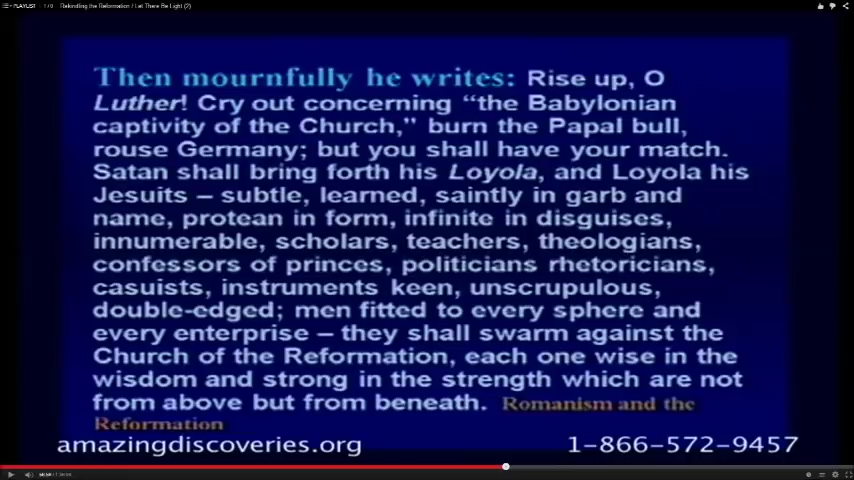 PLAYLIST
Rekindling the Reformation / Let There Be Light (2)
Then mournfully he writes: Rise up, O
Luther! Cry out concerning “the Babylonian
captivity of the Church,” burn the Papal bull,
rouse Germany; but you shall have your match.
Satan shall bring forth his Loyola, and Loyola his
Jesuits – subtle, learned, saintly in garb and
name, protean in form, infinite in disguises,
innumerable, scholars, teachers, theologians,
confessors of princes, politicians rhetoricians,
casuists, instruments keen, unscrupulous,
double-edged; men fitted to every sphere and
every enterprise – they shall swarm against the
Church of the Reformation, each one wise in the
wisdom and strong in the strength which are not
from above but from beneath. Romanism and the
Reformation
amazingdiscoveries.org 1-866-572-9457